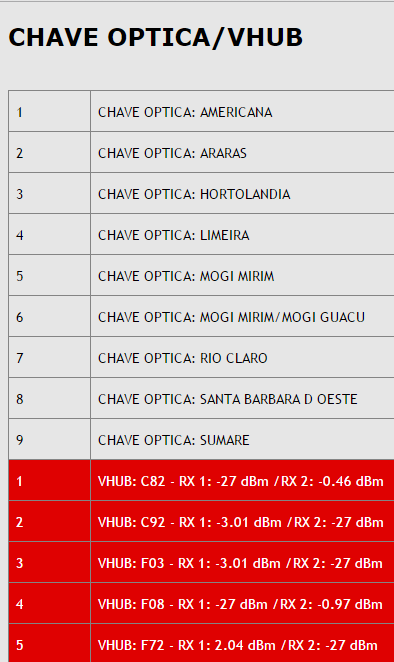 CHAVE OPTICA/VHUB
1 CHAVE OPTICA: AMERICANA
2 CHAVE OPTICA: ARARAS
3 CHAVE OPTICA: HORTOLANDIA
4 CHAVE OPTICA: LIMEIRA
5 CHAVE OPTICA: MOGI MIRIM
6 CHAVE OPTICA: MOGI MIRIM/MOGI GUACU
7 CHAVE OPTICA: RIO CLARO
8 CHAVE OPTICA: SANTA BARBARA D OESTE
9 CHAVE OPTICA: SUMARE
1 VHUB: C82 - RX 1: -27 dBm /RX 2: -0.46 dBm
2 VHUB: C92 - RX 1: -3.01 dBm /RX 2: -27 dBm
3 VHUB: F03 - RX 1: -3.01 dBm /RX 2: -27 dBm
4 VHUB: F08 - RX 1: -27 dBm /RX 2: -0.97 dBm
5 VHUB: F72 - RX 1: 2.04 dBm /RX 2: -27 dBm